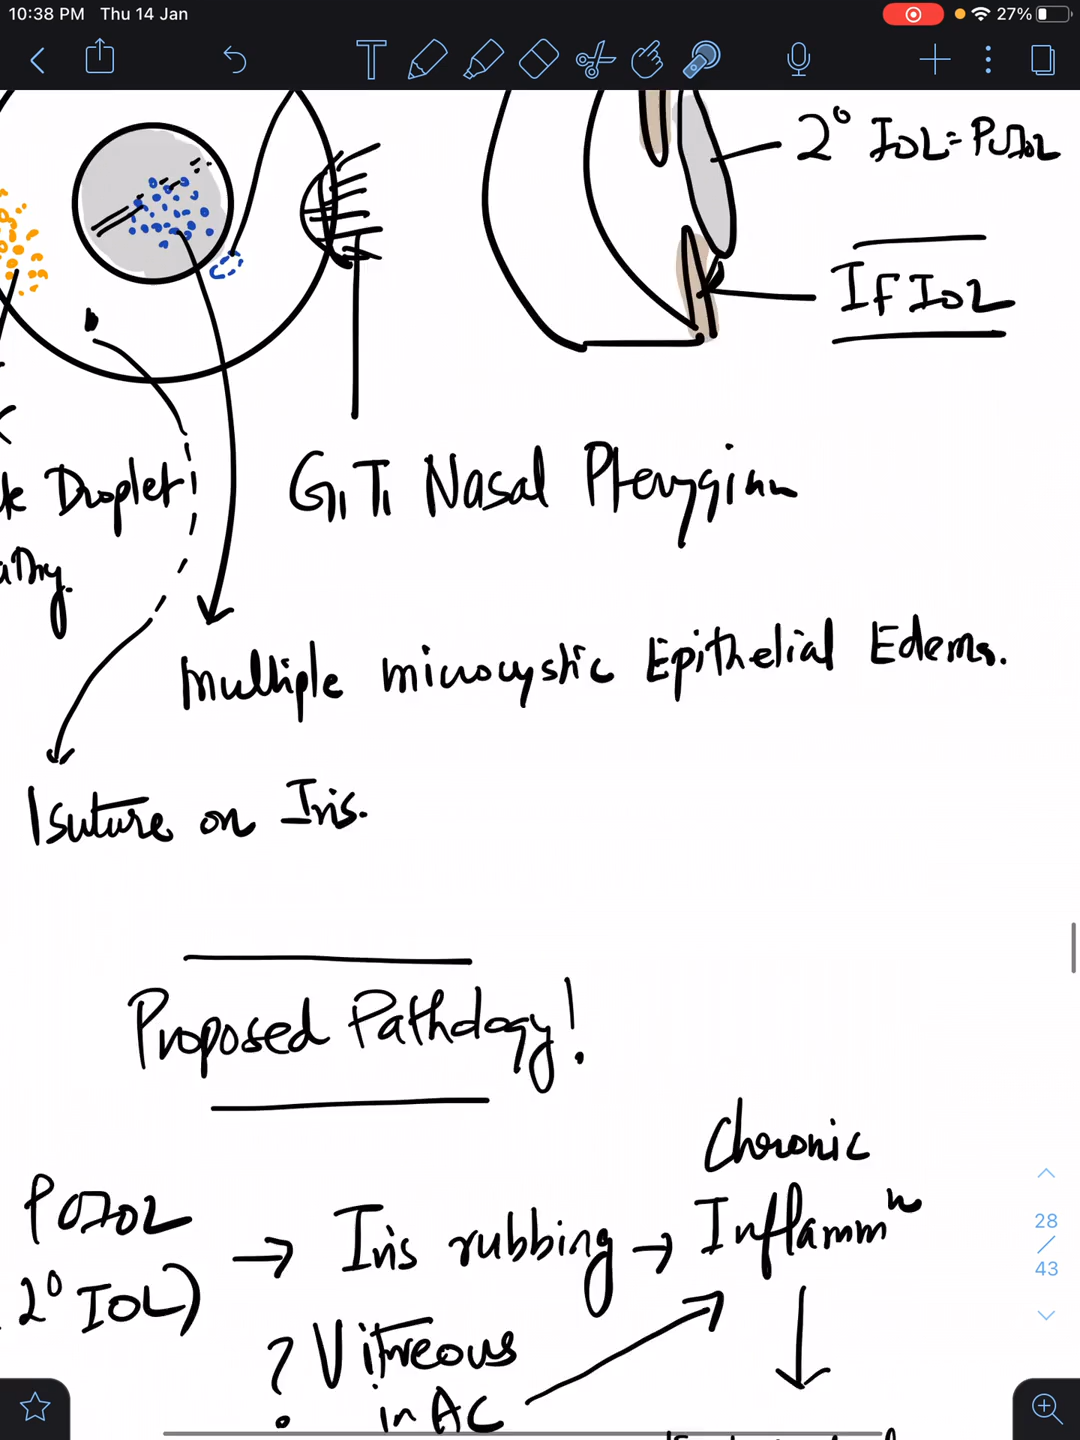 10:38 PM Thu 14 Jan
27%
2° IOL = PCIOL
IFIOL
Droplet
G.T. Nasal Pterygium
Multiple microcystic Epithelial Edema.
1 suture on Iris.
Proposed Pathology!
Chronic
PCIOL → Iris rubbing → Inflammⁿ
2° IOL)
? Vitreous
in AC
28
/
43